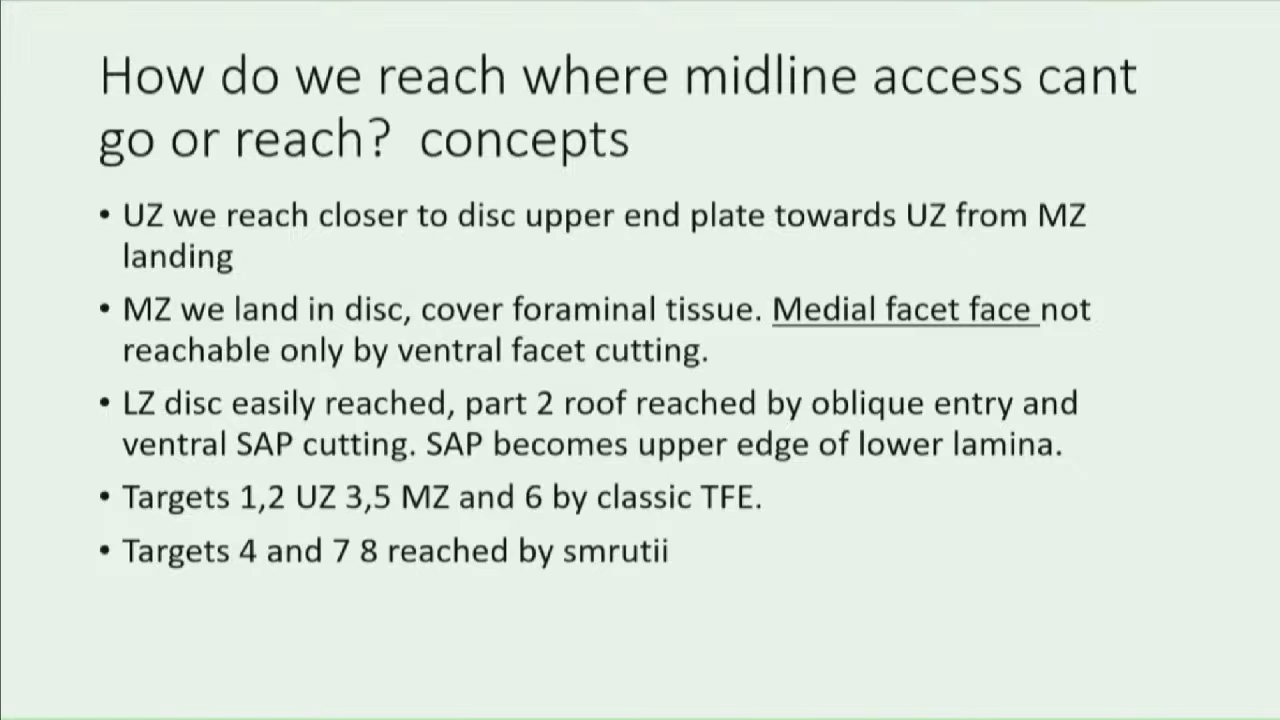 How do we reach where midline access cant
go or reach?  concepts
• UZ we reach closer to disc upper end plate towards UZ from MZ
landing
• MZ we land in disc, cover foraminal tissue. Medial facet face not
reachable only by ventral facet cutting.
• LZ disc easily reached, part 2 roof reached by oblique entry and
ventral SAP cutting. SAP becomes upper edge of lower lamina.
• Targets 1,2 UZ 3,5 MZ and 6 by classic TFE.
• Targets 4 and 7 8 reached by smrutii